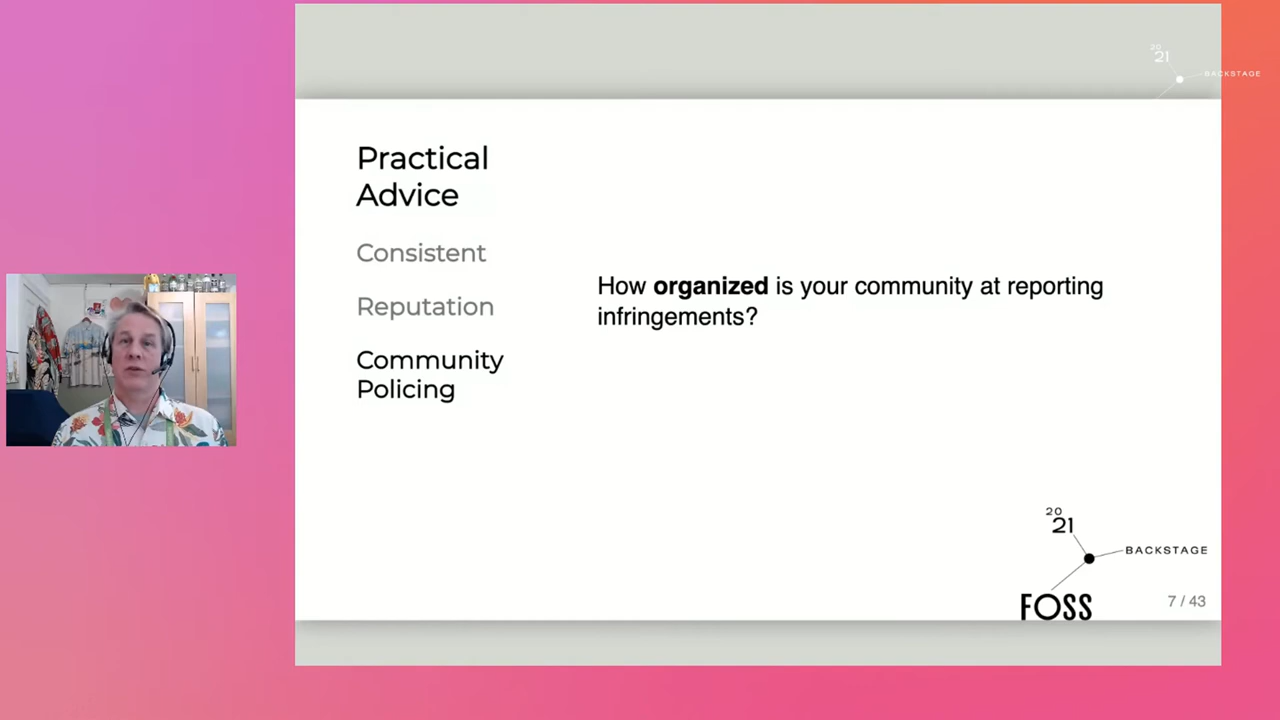 20
21
BACKSTAGE
Practical
Advice
Consistent
Reputation
Community
Policing
How organized is your community at reporting
infringements?
20
21
BACKSTAGE
FOSS
7 / 43